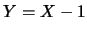 Y = X − 1